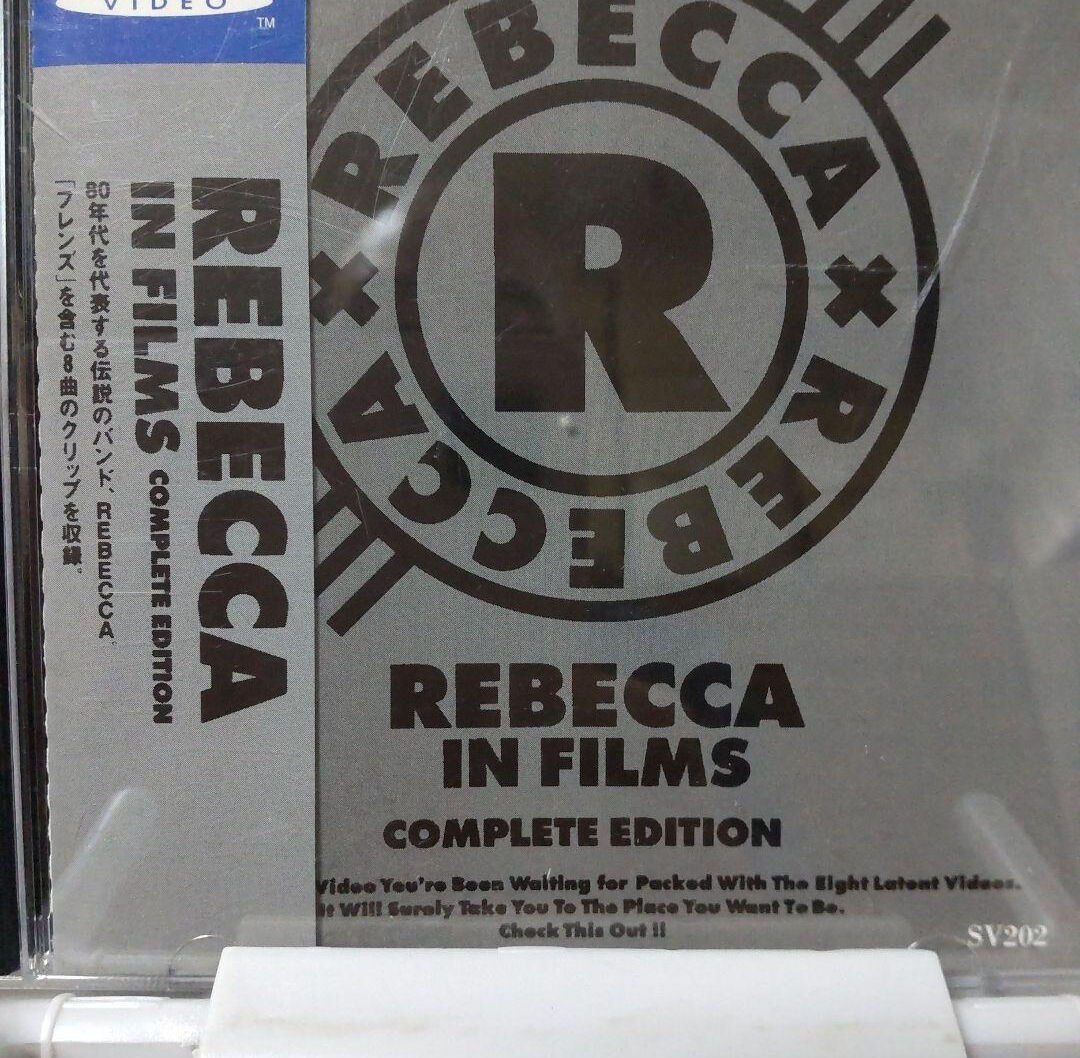 VIDEO
TM
REBECCA
IN FILMS COMPLETE EDITION
80年代を代表する伝説のバンド、REBECCA。
「フレンズ」を含む8曲のクリップを収録。
REBECCA × REBECCA ×
R
REBECCA
IN FILMS
COMPLETE EDITION
Video You're Been Waiting for Packed With The Eight Latent Videos.
It Will Surely Take You To The Place You Want To Be.
Check This Out !!
SV202